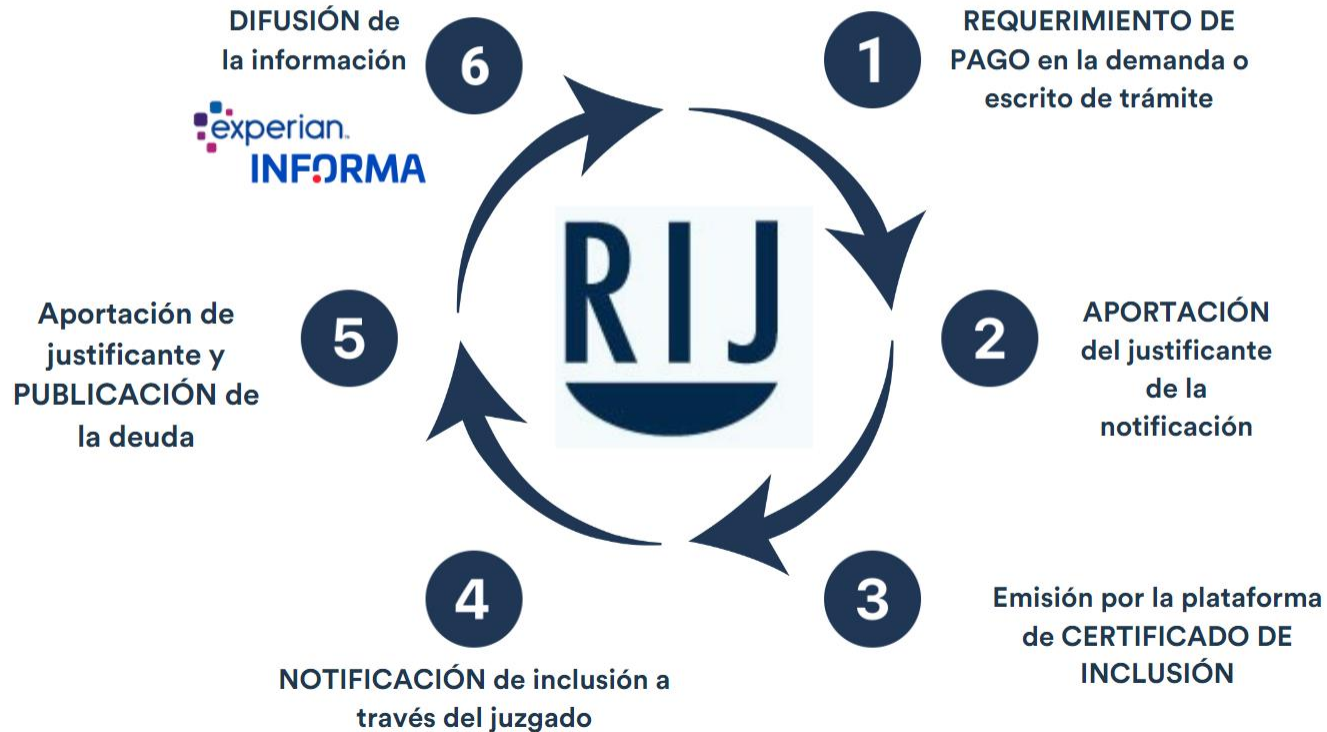 1
REQUERIMIENTO DE
PAGO en la demanda o
escrito de trámite
2
APORTACIÓN
del justificante
de la
notificación
3
Emisión por la plataforma
de CERTIFICADO DE
INCLUSIÓN
4
NOTIFICACIÓN de inclusión a
través del juzgado
5
Aportación de
justificante y
PUBLICACIÓN de
la deuda
6
DIFUSIÓN de
la información
experian.
INFORMA
RIJ